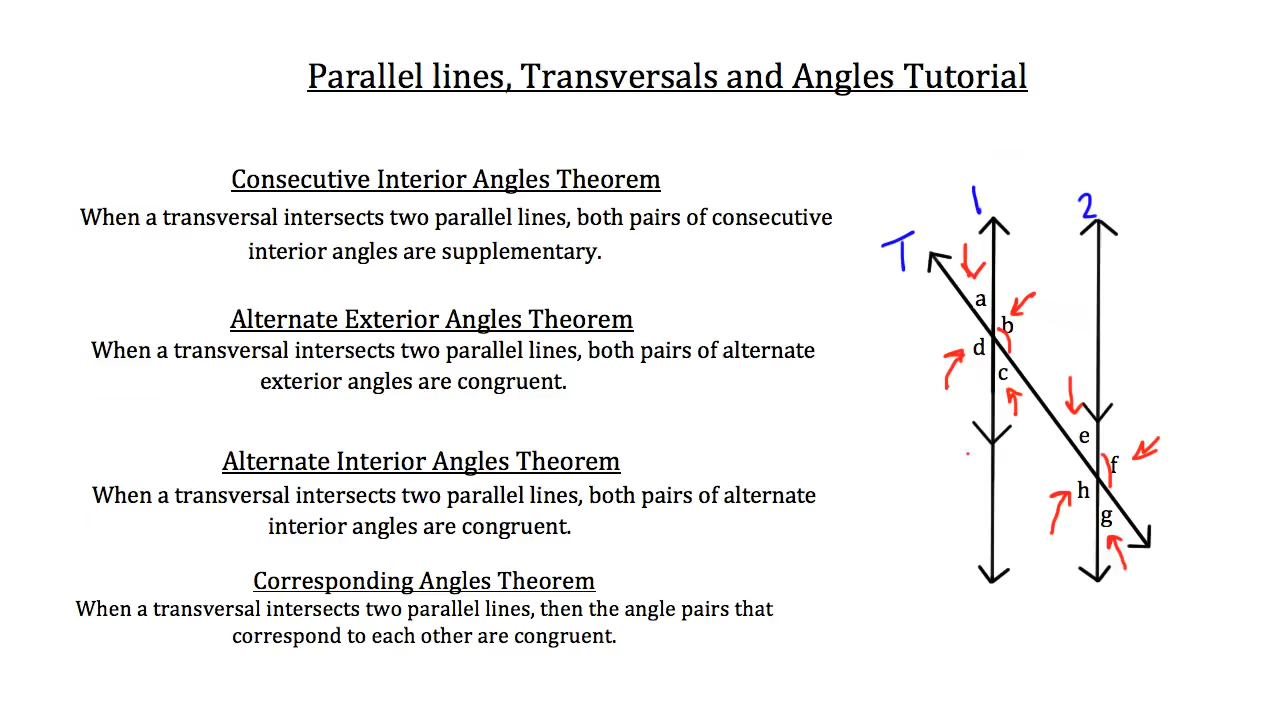 Parallel lines, Transversals and Angles Tutorial
Consecutive Interior Angles Theorem
When a transversal intersects two parallel lines, both pairs of consecutive
interior angles are supplementary.
Alternate Exterior Angles Theorem
When a transversal intersects two parallel lines, both pairs of alternate
exterior angles are congruent.
Alternate Interior Angles Theorem
When a transversal intersects two parallel lines, both pairs of alternate
interior angles are congruent.
Corresponding Angles Theorem
When a transversal intersects two parallel lines, then the angle pairs that
correspond to each other are congruent.
1
2
T
a
b
d
c
e
f
h
g